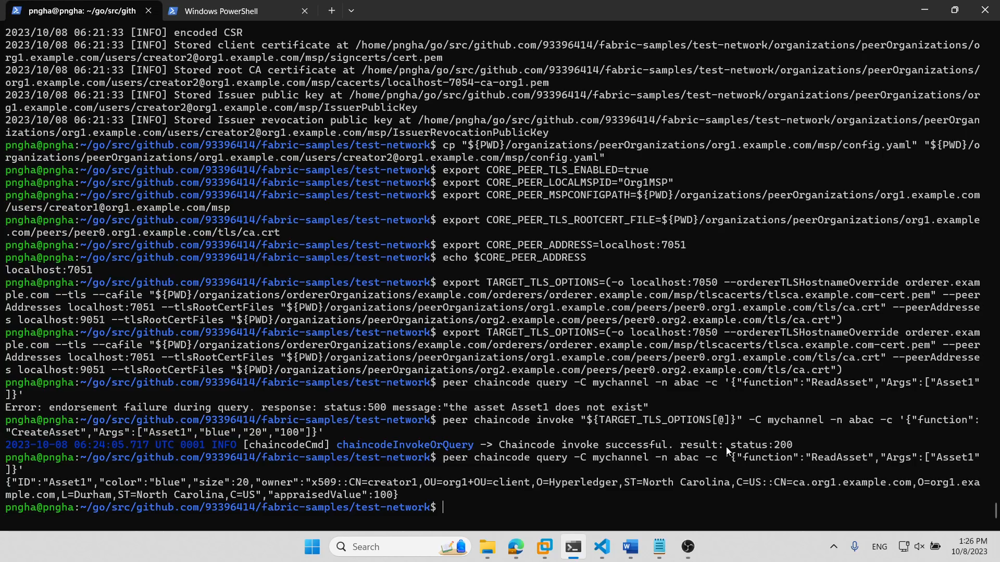 pngha@pngha: ~/go/src/gith
Windows PowerShell
2023/10/08 06:21:33 [INFO] encoded CSR
2023/10/08 06:21:33 [INFO] Stored client certificate at /home/pngha/go/src/github.com/93396414/fabric-samples/test-network/organizations/peerOrganizations/o
rg1.example.com/users/creator2@org1.example.com/msp/signcerts/cert.pem
2023/10/08 06:21:33 [INFO] Stored root CA certificate at /home/pngha/go/src/github.com/93396414/fabric-samples/test-network/organizations/peerOrganizations/
org1.example.com/users/creator2@org1.example.com/msp/cacerts/localhost-7054-ca-org1.pem
2023/10/08 06:21:33 [INFO] Stored Issuer public key at /home/pngha/go/src/github.com/93396414/fabric-samples/test-network/organizations/peerOrganizations/or
g1.example.com/users/creator2@org1.example.com/msp/IssuerPublicKey
2023/10/08 06:21:33 [INFO] Stored Issuer revocation public key at /home/pngha/go/src/github.com/93396414/fabric-samples/test-network/organizations/peerOrgan
izations/org1.example.com/users/creator2@org1.example.com/msp/IssuerRevocationPublicKey
pngha@pngha:~/go/src/github.com/93396414/fabric-samples/test-network$ cp "${PWD}/organizations/peerOrganizations/org1.example.com/msp/config.yaml" "${PWD}/o
rganizations/peerOrganizations/org1.example.com/users/creator2@org1.example.com/msp/config.yaml"
pngha@pngha:~/go/src/github.com/93396414/fabric-samples/test-network$ export CORE_PEER_TLS_ENABLED=true
pngha@pngha:~/go/src/github.com/93396414/fabric-samples/test-network$ export CORE_PEER_LOCALMSPID="Org1MSP"
pngha@pngha:~/go/src/github.com/93396414/fabric-samples/test-network$ export CORE_PEER_MSPCONFIGPATH=${PWD}/organizations/peerOrganizations/org1.example.com
/users/creator1@org1.example.com/msp
pngha@pngha:~/go/src/github.com/93396414/fabric-samples/test-network$ export CORE_PEER_TLS_ROOTCERT_FILE=${PWD}/organizations/peerOrganizations/org1.example
.com/peers/peer0.org1.example.com/tls/ca.crt
pngha@pngha:~/go/src/github.com/93396414/fabric-samples/test-network$ export CORE_PEER_ADDRESS=localhost:7051
pngha@pngha:~/go/src/github.com/93396414/fabric-samples/test-network$ echo $CORE_PEER_ADDRESS
localhost:7051
pngha@pngha:~/go/src/github.com/93396414/fabric-samples/test-network$ export TARGET_TLS_OPTIONS=(-o localhost:7050 --ordererTLSHostnameOverride orderer.exam
ple.com --tls --cafile "${PWD}/organizations/ordererOrganizations/example.com/orderers/orderer.example.com/msp/tlscacerts/tlsca.example.com-cert.pem" --peer
Addresses localhost:7051 --tlsRootCertFiles "${PWD}/organizations/peerOrganizations/org1.example.com/peers/peer0.org1.example.com/tls/ca.crt" --peerAddresse
s localhost:9051 --tlsRootCertFiles "${PWD}/organizations/peerOrganizations/org2.example.com/peers/peer0.org2.example.com/tls/ca.crt")
pngha@pngha:~/go/src/github.com/93396414/fabric-samples/test-network$ export TARGET_TLS_OPTIONS=(-o localhost:7050 --ordererTLSHostnameOverride orderer.exam
ple.com --tls --cafile "${PWD}/organizations/ordererOrganizations/example.com/orderers/orderer.example.com/msp/tlscacerts/tlsca.example.com-cert.pem" --peer
Addresses localhost:7051 --tlsRootCertFiles "${PWD}/organizations/peerOrganizations/org1.example.com/peers/peer0.org1.example.com/tls/ca.crt" --peerAddresse
s localhost:9051 --tlsRootCertFiles "${PWD}/organizations/peerOrganizations/org2.example.com/peers/peer0.org2.example.com/tls/ca.crt")
pngha@pngha:~/go/src/github.com/93396414/fabric-samples/test-network$ peer chaincode query -C mychannel -n abac -c '{"function":"ReadAsset","Args":["Asset1"
]}'
Error: endorsement failure during query. response: status:500 message:"the asset Asset1 does not exist"
pngha@pngha:~/go/src/github.com/93396414/fabric-samples/test-network$ peer chaincode invoke "${TARGET_TLS_OPTIONS[@]}" -C mychannel -n abac -c '{"function":
"CreateAsset","Args":["Asset1","blue","20","100"]}'
2023-10-08 06:24:05.717 UTC 0001 INFO [chaincodeCmd] chaincodeInvokeOrQuery -> Chaincode invoke successful. result: status:200
pngha@pngha:~/go/src/github.com/93396414/fabric-samples/test-network$ peer chaincode query -C mychannel -n abac -c '{"function":"ReadAsset","Args":["Asset1"
]}'
{"ID":"Asset1","color":"blue","size":20,"owner":"x509::CN=creator1,OU=org1+OU=client,O=Hyperledger,ST=North Carolina,C=US::CN=ca.org1.example.com,O=org1.exa
mple.com,L=Durham,ST=North Carolina,C=US","appraisedValue":100}
pngha@pngha:~/go/src/github.com/93396414/fabric-samples/test-network$
Search
ENG
1:26 PM
10/8/2023